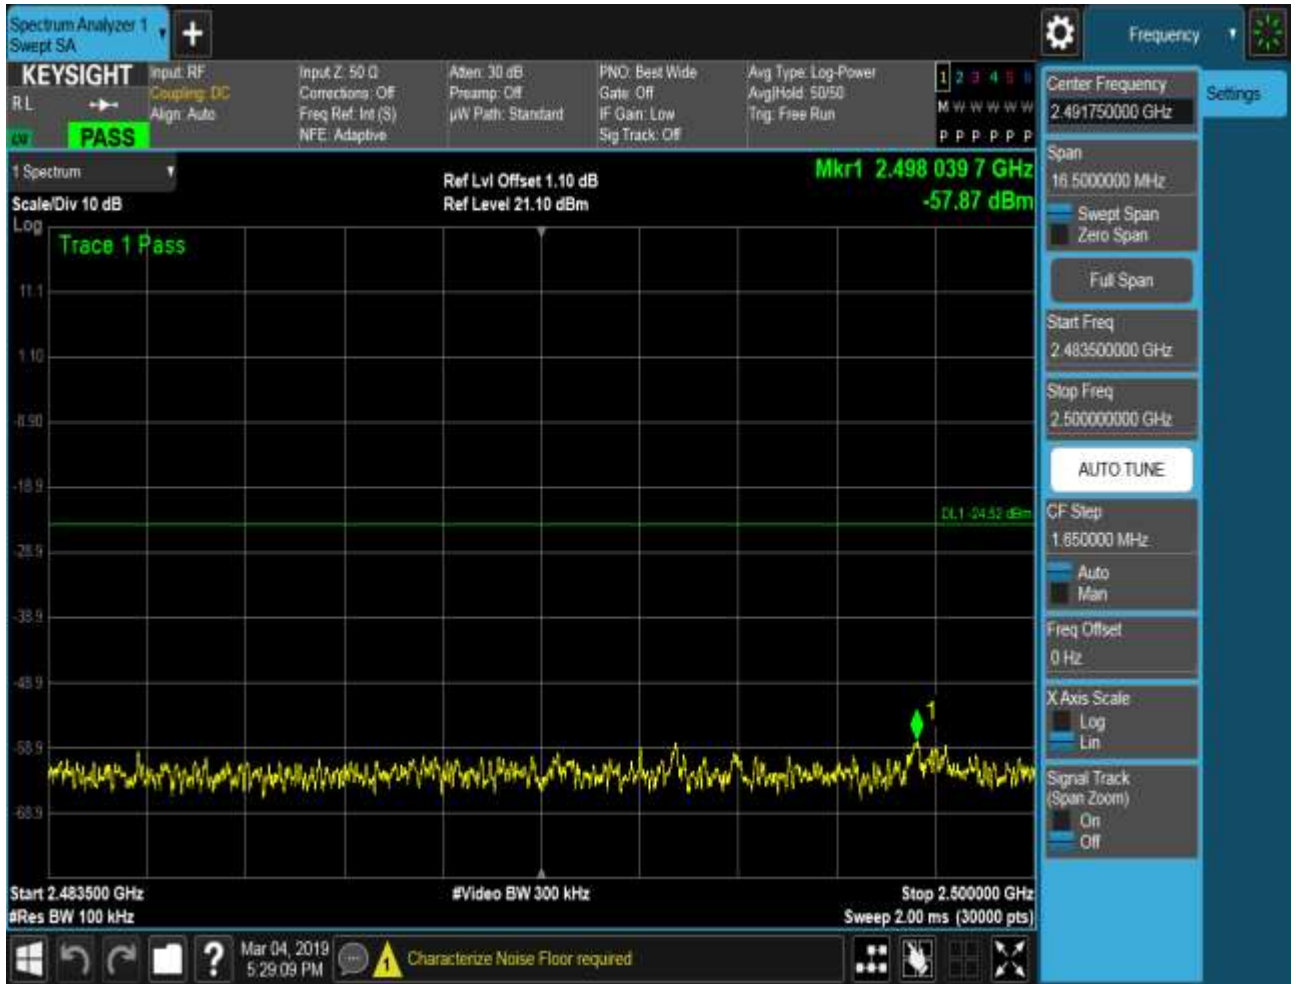 Spectrum Analyzer 1
Swept SA
Frequency
KEYSIGHT
R L
PASS
Input: RF
Coupling: DC
Align: Auto
Input Z: 50 Ω
Corrections: Off
Freq Ref: Int (S)
NFE: Adaptive
Atten: 30 dB
Preamp: Off
µW Path: Standard
PNO: Best Wide
Gate: Off
IF Gain: Low
Sig Track: Off
Avg Type: Log-Power
Avg|Hold: 50/50
Trig: Free Run
1 2 3 4 5 6
M W W W W W
P P P P P P
1 Spectrum
Scale/Div 10 dB
Log
Ref Lvl Offset 1.10 dB
Ref Level 21.10 dBm
Mkr1 2.498 039 7 GHz
-57.87 dBm
Trace 1 Pass
11.1
1.10
-8.90
-18.9
DL1 -24.52 dBm
-28.9
-38.9
-48.9
1
-58.9
-68.9
Start 2.483500 GHz
#Video BW 300 kHz
Stop 2.500000 GHz
#Res BW 100 kHz
Sweep 2.00 ms (30000 pts)
?
Mar 04, 2019
5:29:09 PM
1
Characterize Noise Floor required
Center Frequency
2.491750000 GHz
Settings
Span
16.5000000 MHz
Swept Span
Zero Span
Full Span
Start Freq
2.483500000 GHz
Stop Freq
2.500000000 GHz
AUTO TUNE
CF Step
1.650000 MHz
Auto
Man
Freq Offset
0 Hz
X Axis Scale
Log
Lin
Signal Track
(Span Zoom)
On
Off